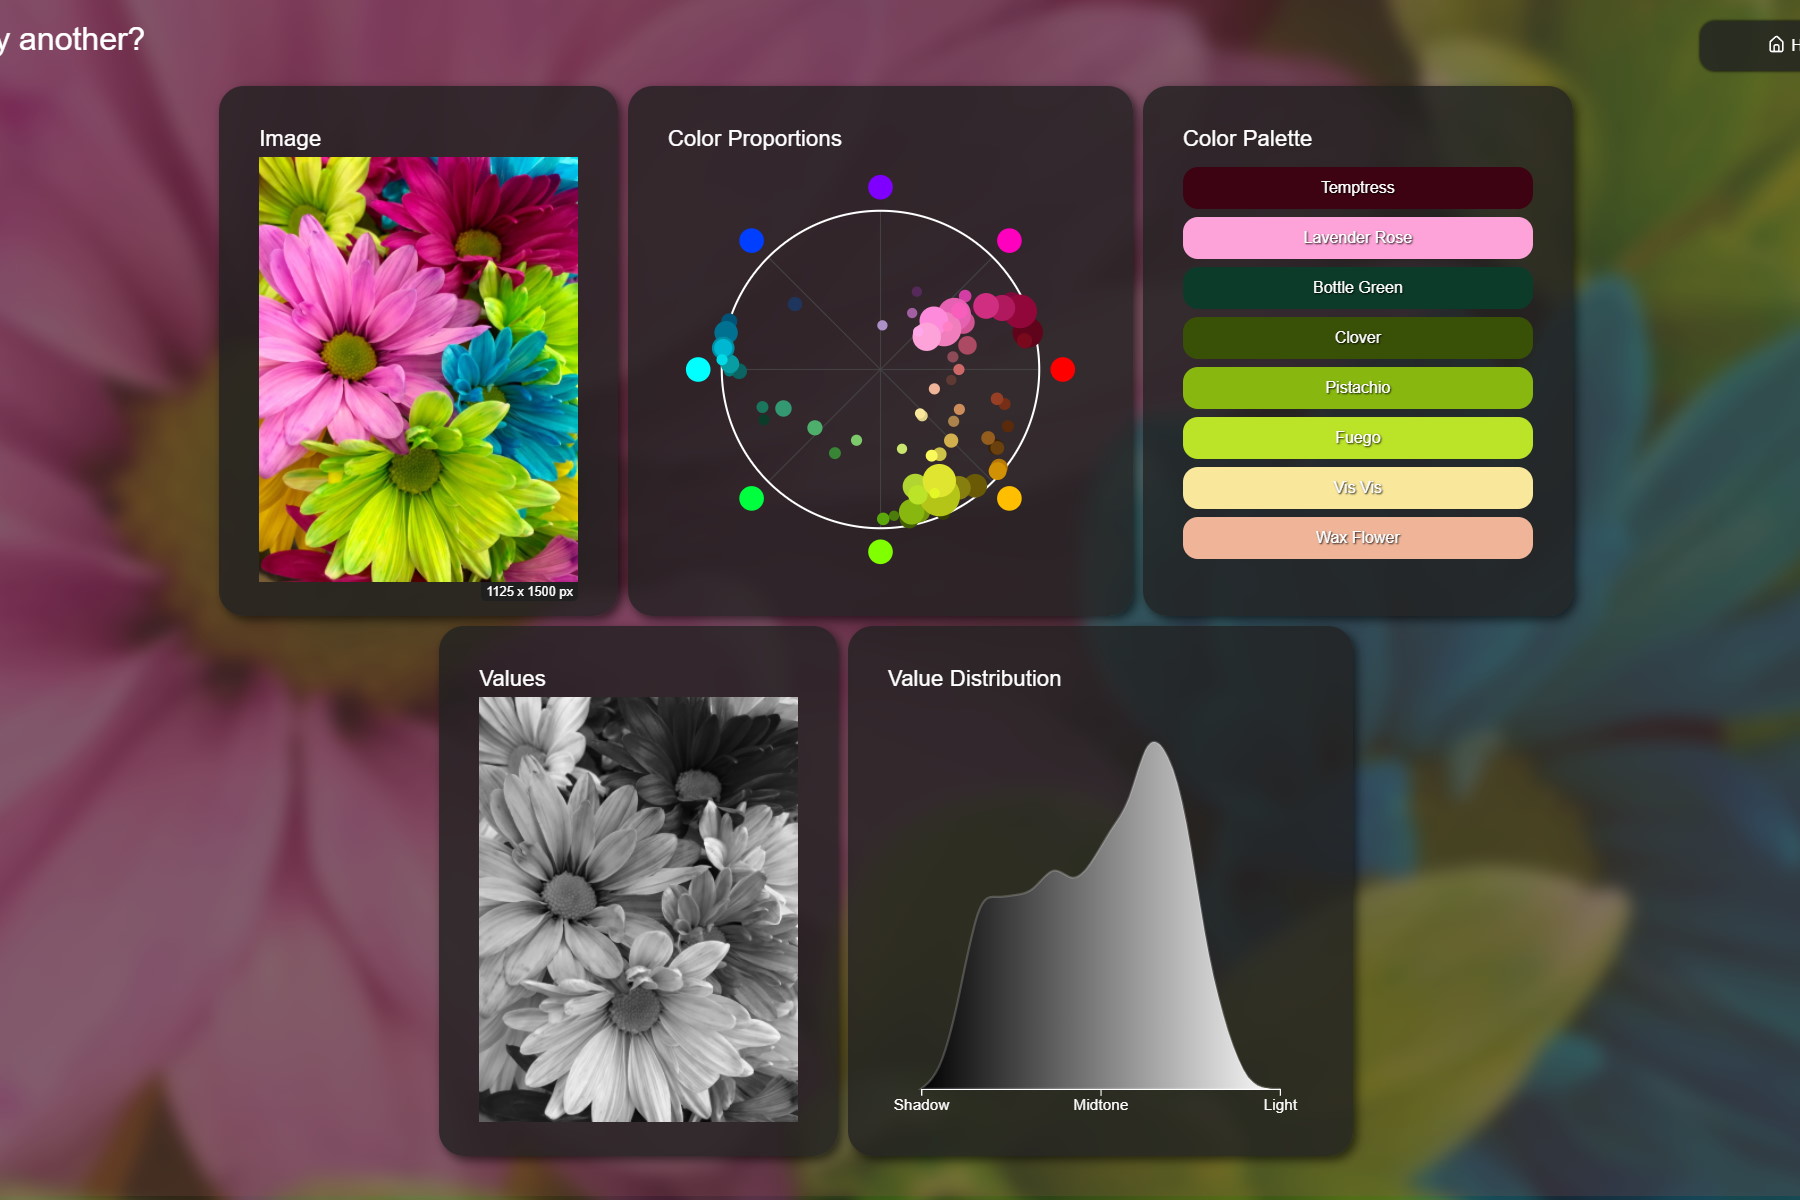 y another?
H
Image
1125 x 1500 px
Color Proportions
Color Palette
Temptress
Lavender Rose
Bottle Green
Clover
Pistachio
Fuego
Vis Vis
Wax Flower
Values
Value Distribution
Shadow Midtone Light